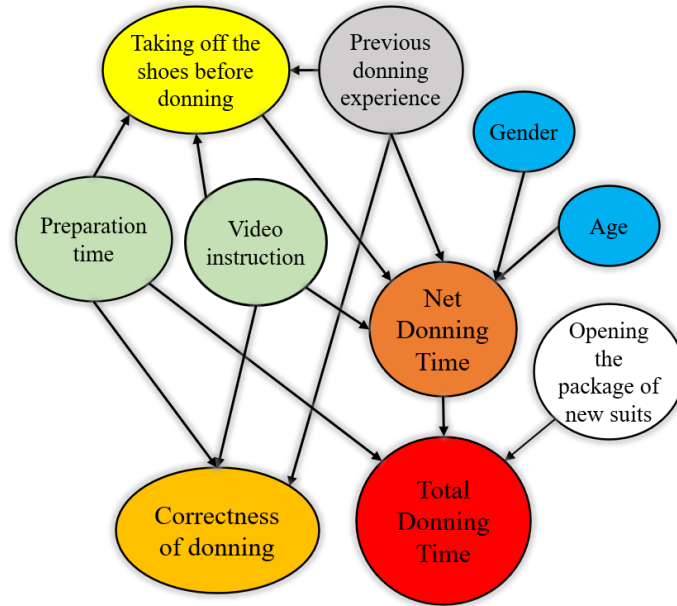 Taking off the
shoes before
donning
Previous
donning
experience
Gender
Preparation
time
Video
instruction
Age
Net
Donning
Time
Opening
the
package of
new suits
Correctness
of donning
Total
Donning
Time